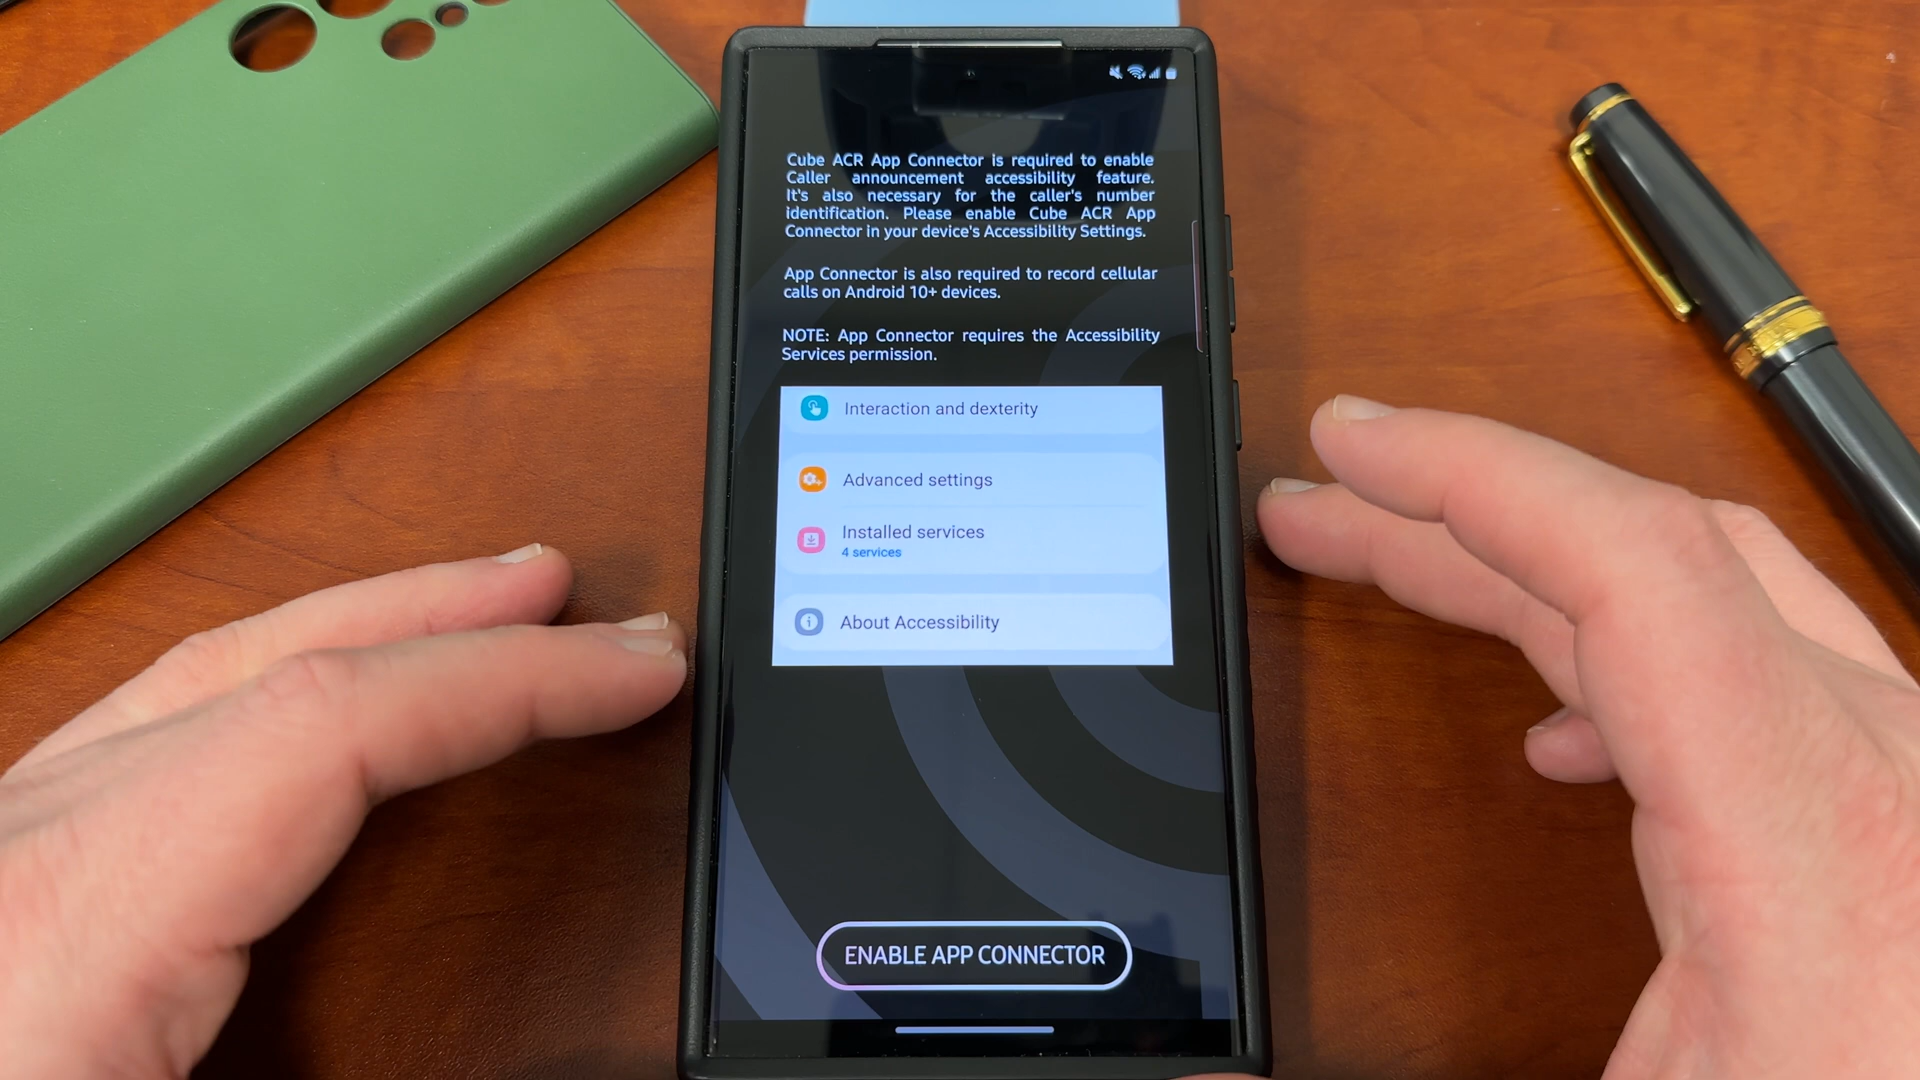 Cube ACR App Connector is required to enable
Caller announcement accessibility feature.
It's also necessary for the caller's number
identification. Please enable Cube ACR App
Connector in your device's Accessibility Settings.
App Connector is also required to record cellular
calls on Android 10+ devices.
NOTE: App Connector requires the Accessibility
Services permission.
Interaction and dexterity
Advanced settings
Installed services
4 services
About Accessibility
ENABLE APP CONNECTOR